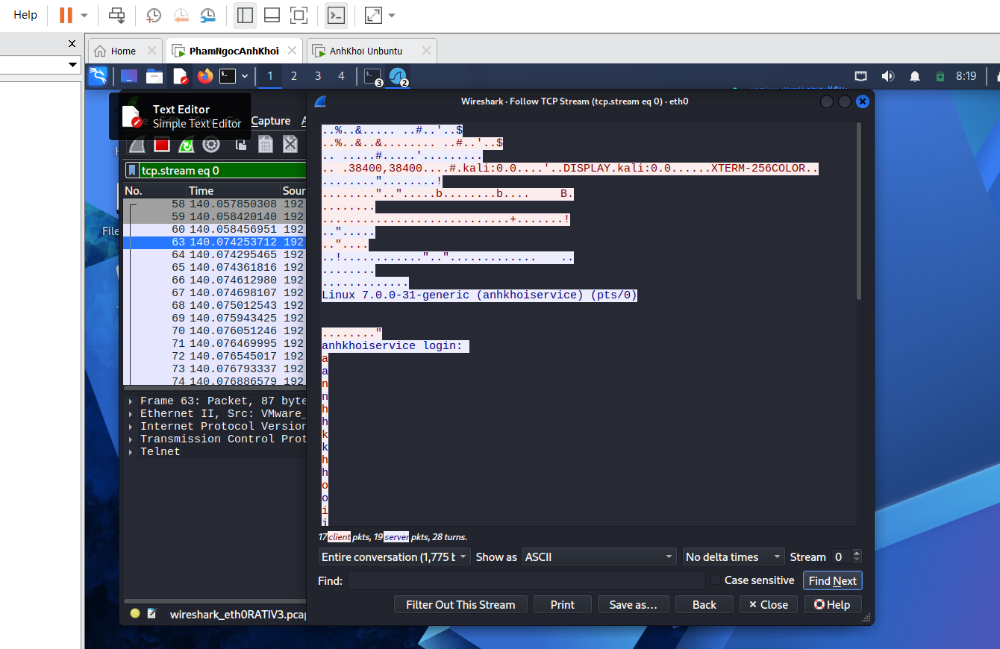 Help
Home
PhamNgocAnhKhoi
AnhKhoi Unbuntu
1 2 3 4
3
2
8:19
Text Editor
Simple Text Editor
Capture
Wireshark · Follow TCP Stream (tcp.stream eq 0) · eth0
tcp.stream eq 0
No. Time Sour
58 140.057850308 192
59 140.058420140 192
60 140.058456951 192
63 140.074253712 192
64 140.074295465 192
65 140.074361816 192
66 140.074612980 192
67 140.074698107 192
68 140.075012543 192
69 140.075943425 192
70 140.076051246 192
71 140.076469995 192
72 140.076545017 192
73 140.076793337 192
74 140.076886579 192
Frame 63: Packet, 87 byte
Ethernet II, Src: VMware_
Internet Protocol Version
Transmission Control Prot
Telnet
wireshark_eth0RATIV3.pcap
File
..%..&..... ..#..'..$
..%..&..&........ ..#..'..$
.. .....#.....'.........
.. .38400,38400....#.kali:0.0....'..DISPLAY.kali:0.0......XTERM-256COLOR..
........"........!
........"..".....b........b.... B.
........
............................+.......!
..".....
.."....
..!............".."............. ..
........
.............
Linux 7.0.0-31-generic (anhkhoiservice) (pts/0)
........"
anhkhoiservice login:
a
a
n
n
h
h
k
k
h
h
o
o
i
i
17 client pkts, 19 server pkts, 28 turns.
Entire conversation (1,775 b
Show as
ASCII
No delta times
Stream
0
Find:
Case sensitive
Find Next
Filter Out This Stream
Print
Save as…
Back
Close
Help